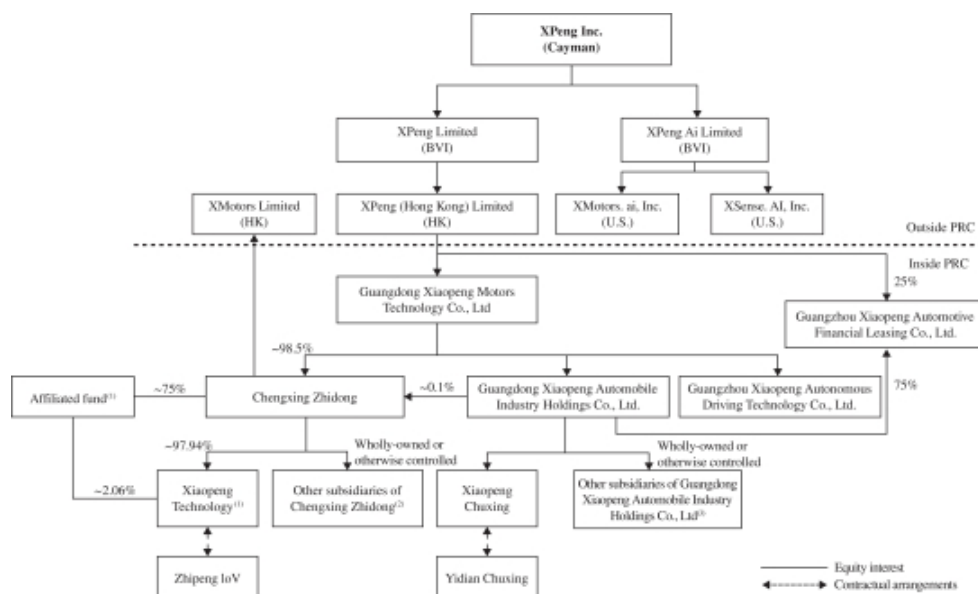 XPeng Inc.
(Cayman)
XPeng Limited
(BVI)
XPeng Ai Limited
(BVI)
XMotors Limited
(HK)
XPeng (Hong Kong) Limited
(HK)
XMotors. ai, Inc.
(U.S.)
XSense. AI, Inc.
(U.S.)
Outside PRC
Inside PRC
25%
Guangdong Xiaopeng Motors
Technology Co., Ltd
Guangzhou Xiaopeng Automotive
Financial Leasing Co., Ltd.
~98.5%
75%
Affiliated fund(1)
~75%
Chengxing Zhidong
~0.1%
Guangdong Xiaopeng Automobile
Industry Holdings Co., Ltd.
Guangzhou Xiaopeng Autonomous
Driving Technology Co., Ltd.
~97.94%
Wholly-owned or
otherwise controlled
Wholly-owned or
otherwise controlled
~2.06%
Xiaopeng
Technology(1)
Other subsidiaries of
Chengxing Zhidong(2)
Xiaopeng
Chuxing
Other subsidiaries of Guangdong
Xiaopeng Automobile Industry
Holdings Co., Ltd(3)
Zhipeng IoV
Yidian Chuxing
Equity interest
Contractual arrangements